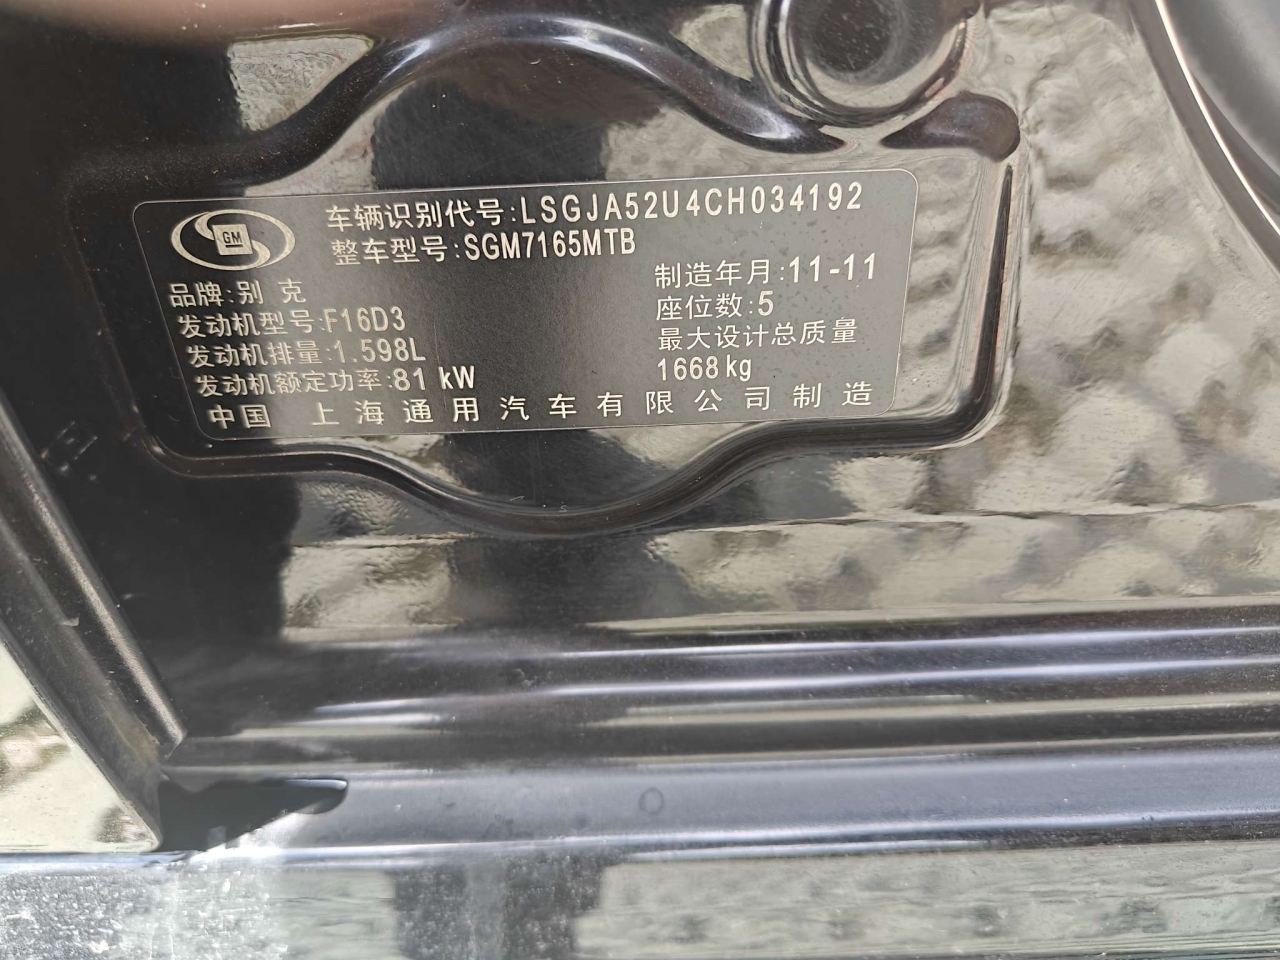 GM
车辆识别代号:LSGJA52U4CH034192
整车型号:SGM7165MTB
品牌:别克
制造年月:11-11
发动机型号:F16D3
座位数:5
发动机排量:1.598L
最大设计总质量
发动机额定功率:81 kW
1668kg
中国 上海通用汽车有限公司制造